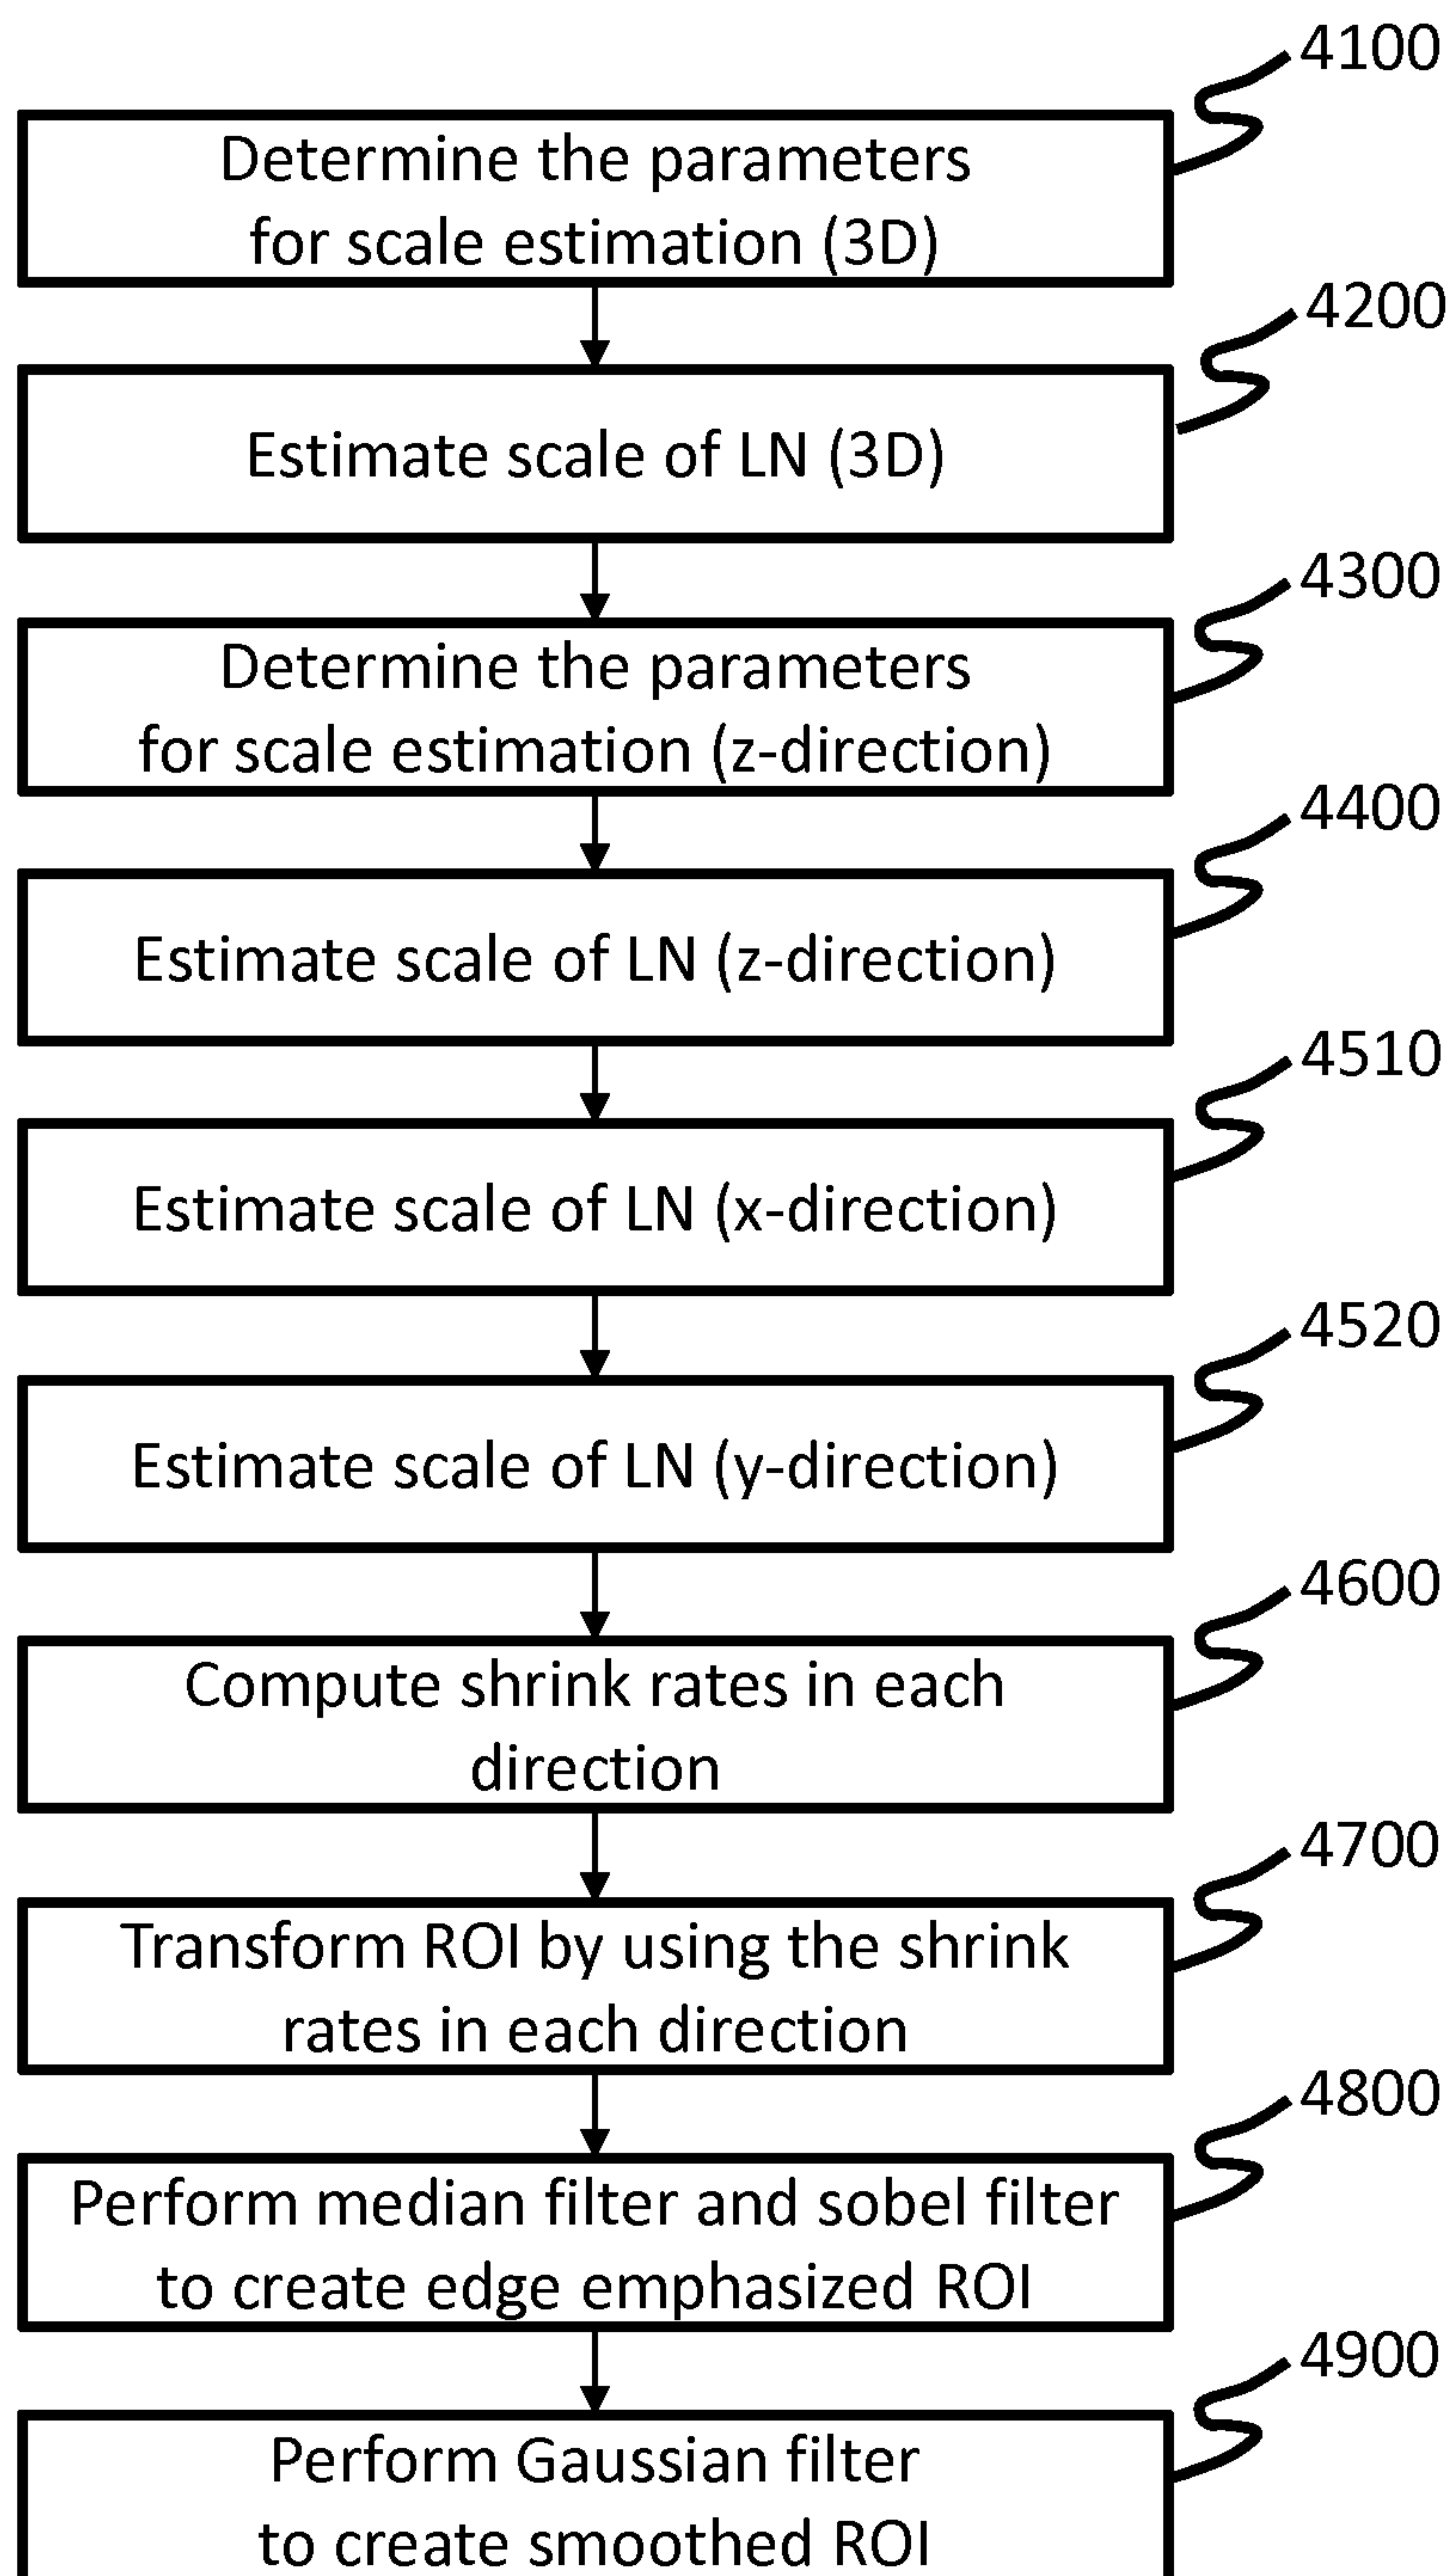 4100
Determine the parameters
for scale estimation (3D)
4200
Estimate scale of LN (3D)
4300
Determine the parameters
for scale estimation (z-direction)
4400
Estimate scale of LN (z-direction)
4510
Estimate scale of LN (x-direction)
4520
Estimate scale of LN (y-direction)
4600
Compute shrink rates in each
direction
4700
Transform ROI by using the shrink
rates in each direction
4800
Perform median filter and sobel filter
to create edge emphasized ROI
4900
Perform Gaussian filter
to create smoothed ROI